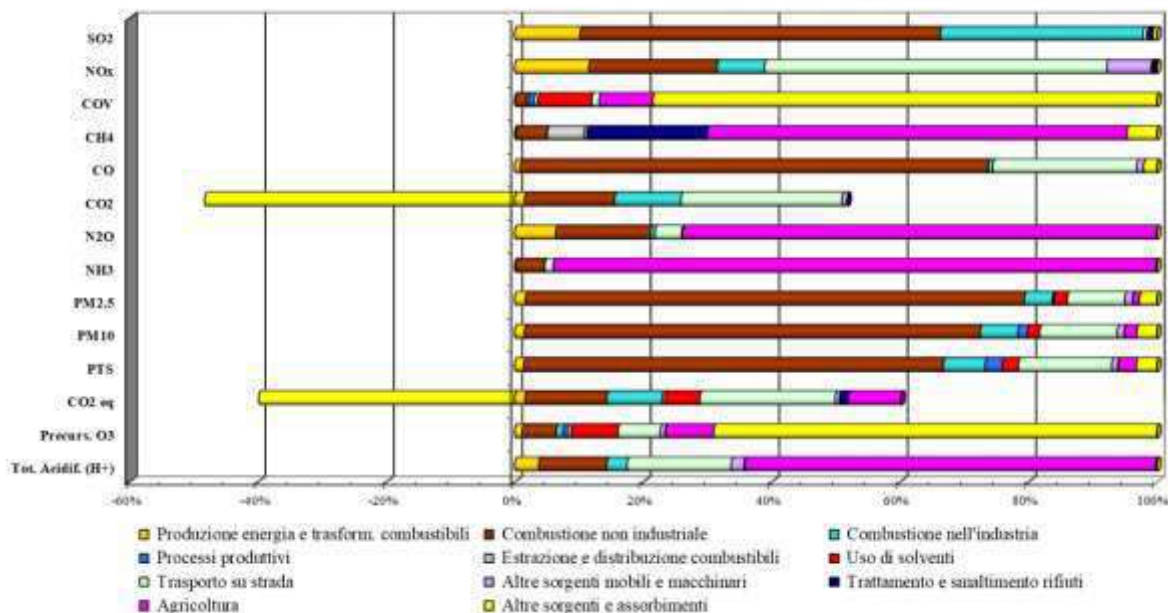 SO2
NOx
COV
CH4
CO
CO2
N2O
NH3
PM2.5
PM10
PTS
CO2 eq
Precurs. O3
Tot. Acidif. (H+)
-60% -40% -20% 0% 20% 40% 60% 80% 100%
Produzione energia e trasform. combustibili Combustione non industriale Combustione nell'industria
Processi produttivi Estrazione e distribuzione combustibili Uso di solventi
Trasporto su strada Altre sorgenti mobili e macchinari Trattamento e smaltimento rifiuti
Agricoltura Altre sorgenti e assorbimenti